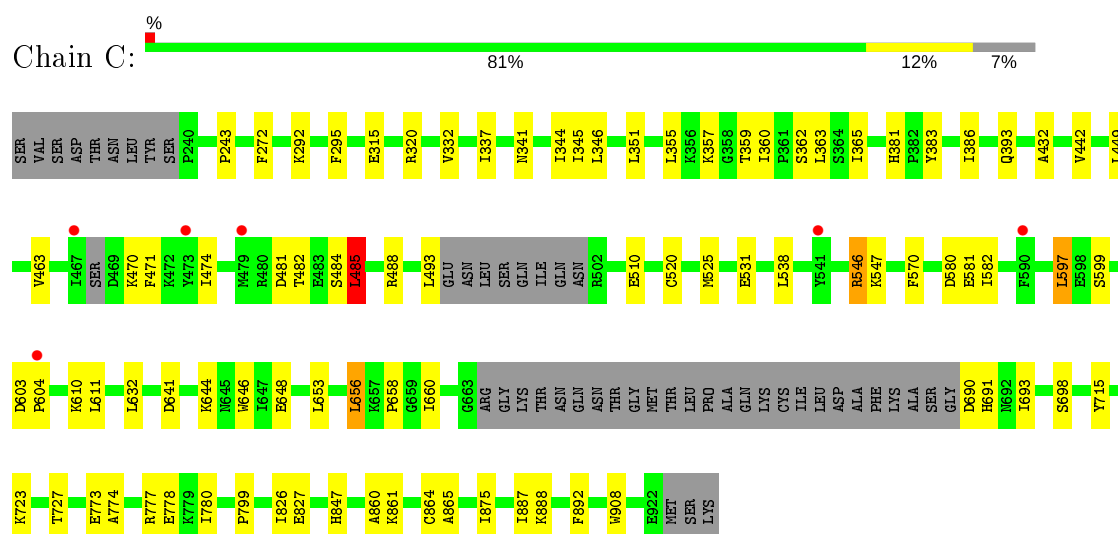 %
Chain C:
81% 12% 7%
SER VAL SER ASP THR ASN LEU TYR SER P240 P243 F272 K292 F295 E315 R320 V332 I337 N341 I344 I345 L346 L351 L355 K356 K357 G358 T359 I360 P361 S362 L363 S364 I365 H381 P382 Y383 I386 Q393 A432 V442 L449
V463 I467 SER D469 K470 F471 K472 Y473 I474 M479 R480 D481 T482 E483 S484 L485 R488 L493 GLU ASN LEU SER GLN ILE GLN ASN R502 E510 C520 M525 E531 L538 Y541 R546 K547 F570 D580 E581 I582 F590 L597 E598 S599
D603 P604 K610 L611 L632 D641 K644 N645 W646 I647 E648 L653 L656 K657 P658 G659 I660 G663 ARG GLY LYS THR ASN GLN ASN THR GLY MET THR LEU PRO ALA GLN LYS CYS ILE LEU ASP ALA PHE LYS ALA SER GLY D690 H691 N692 I693 S698 Y715
K723 T727 E773 A774 R777 E778 K779 I780 P799 I826 E827 H847 A860 K861 C864 A865 I875 I887 K888 F892 W908 E922 MET SER LYS